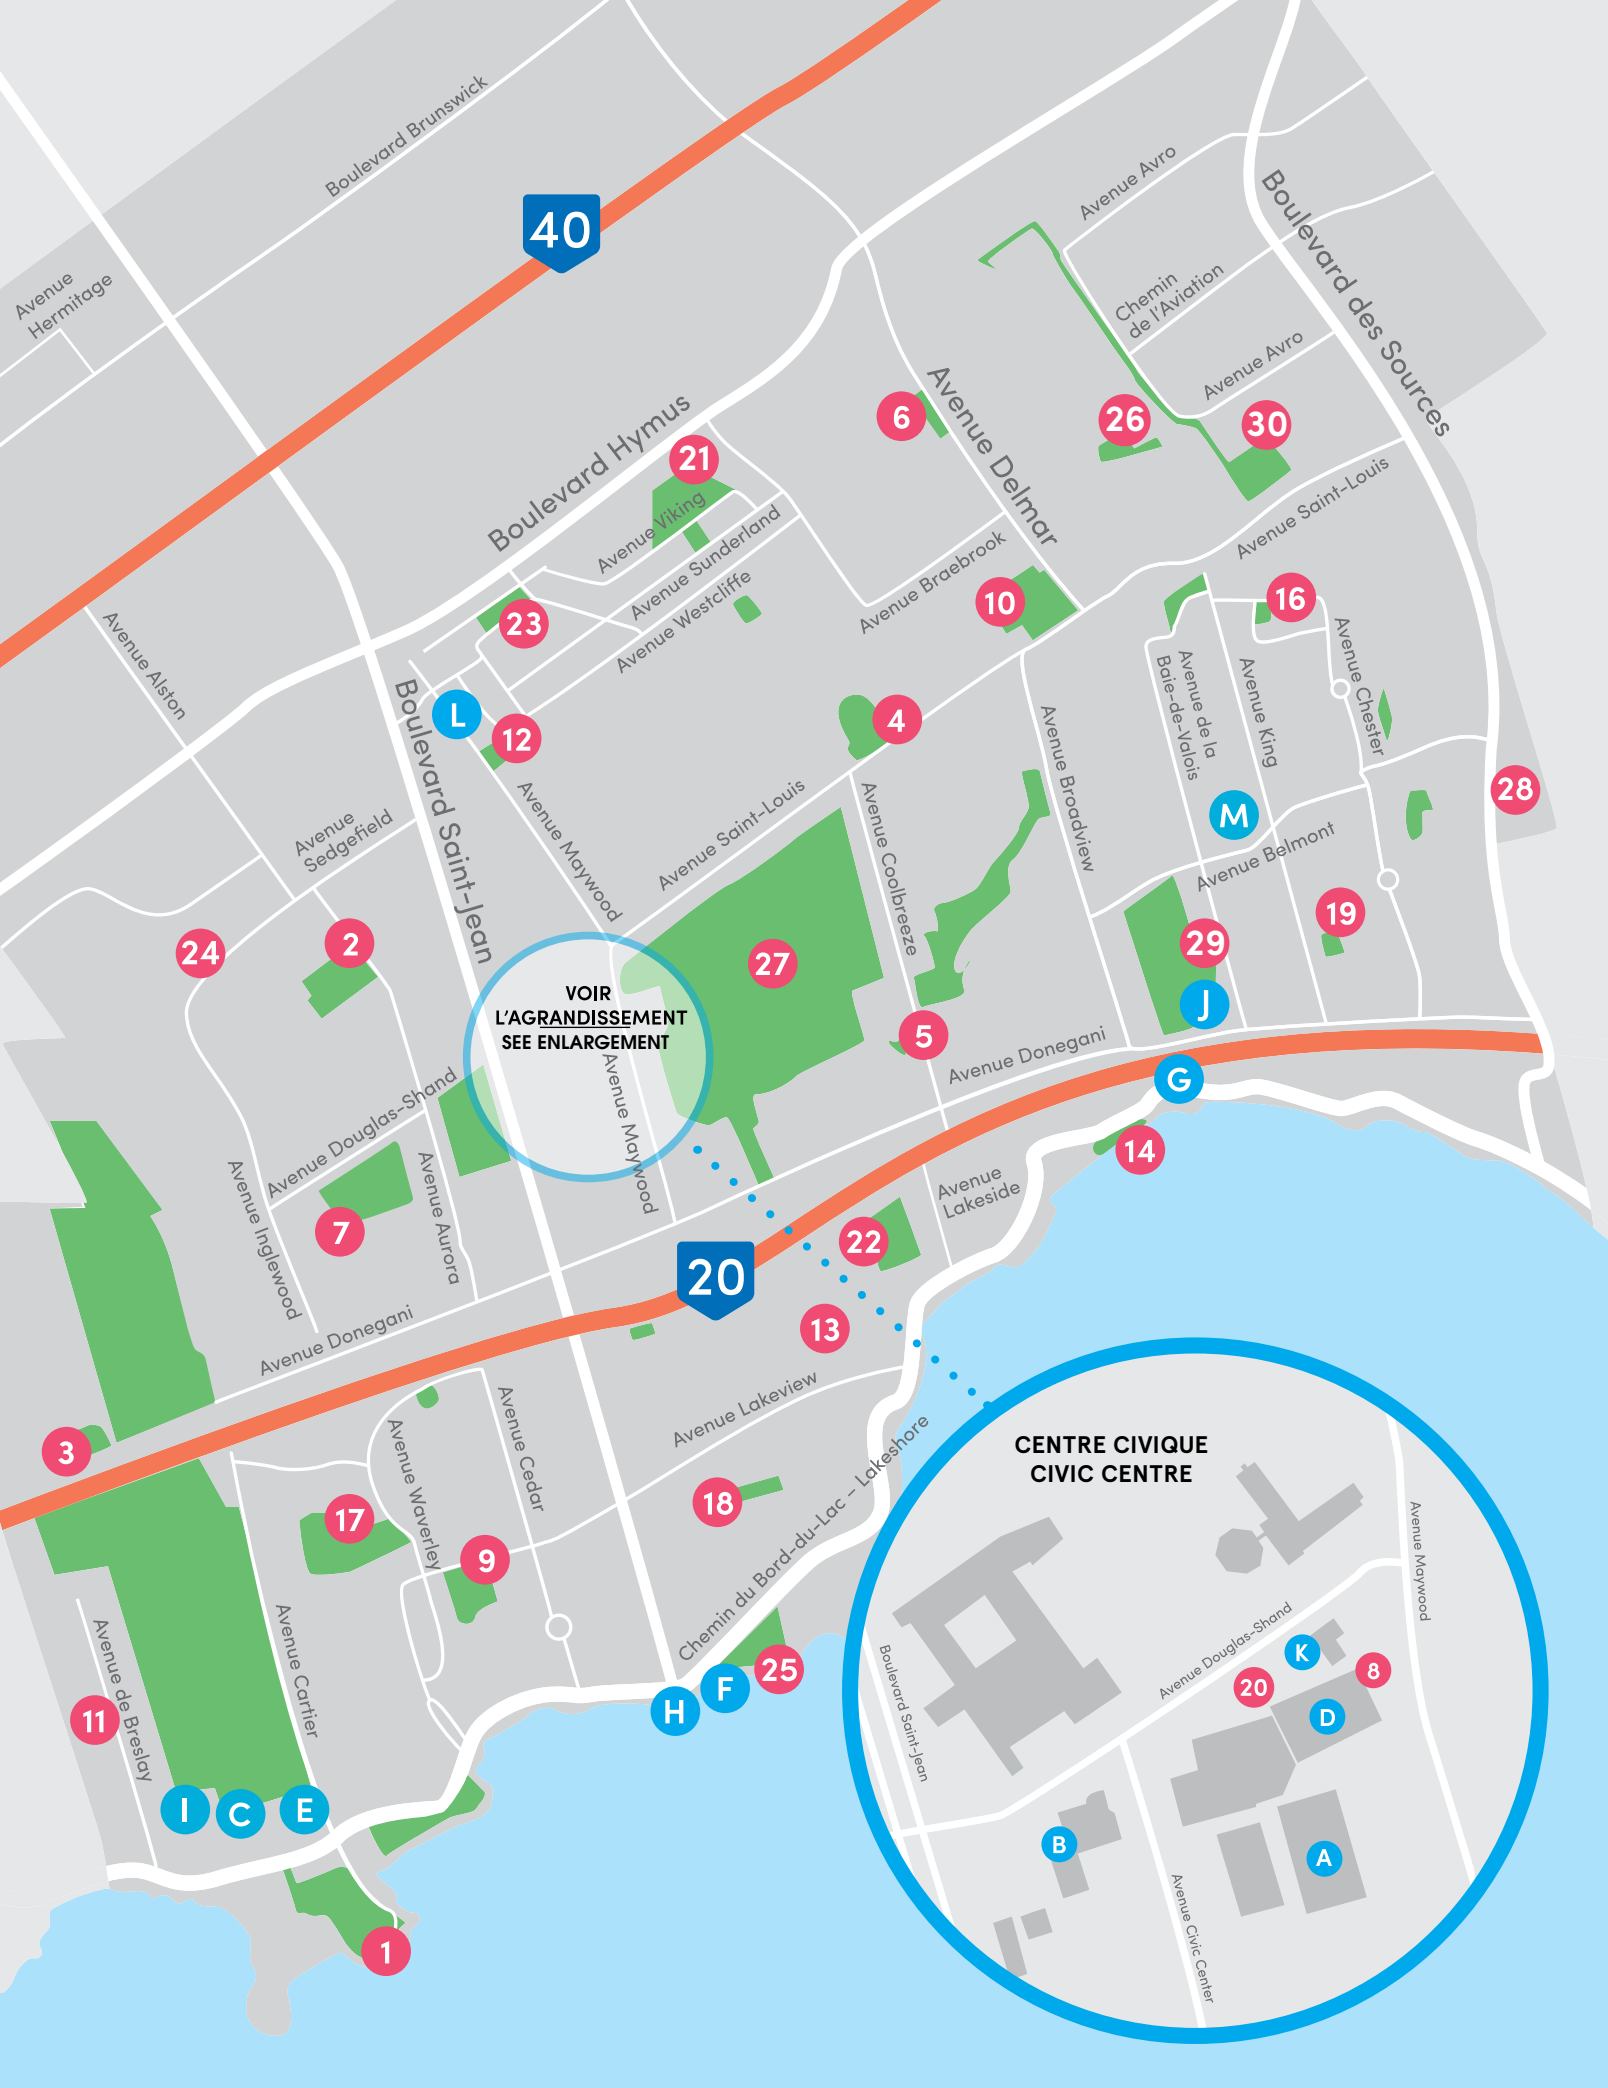 Boulevard Brunswick
40
Avenue
Hermitage
Avenue Avro
Boulevard des Sources
Chemin
de l'Aviation
Avenue Avro
Boulevard Hymus
Avenue Delmar
6
26
30
21
Avenue Viking
Avenue Sunderland
Avenue Westcliffe
Avenue Saint-Louis
Avenue Braebrook
10
16
23
Avenue Alston
Boulevard Saint-Jean
L
12
4
Avenue Broadview
Avenue de la
Baie-de-Valois
Avenue King
Avenue Chester
28
M
Avenue Sedgefield
Avenue Maywood
Avenue Saint-Louis
Avenue Coolbreeze
Avenue Belmont
24
2
27
29
19
J
VOIR
L'AGRANDISSEMENT
SEE ENLARGEMENT
5
Avenue Donegani
G
Avenue Maywood
Avenue Douglas-Shand
14
Avenue Inglewood
7
Avenue Aurora
Avenue
Lakeside
22
20
13
Avenue Donegani
3
Avenue Lakeview
Avenue Waverley
Avenue Cedar
Chemin du Bord-du-Lac - Lakeshore
17
18
9
Avenue de Breslay
Avenue Cartier
11
25
H
F
I
C
E
1
CENTRE CIVIQUE
CIVIC CENTRE
Avenue Maywood
Avenue Douglas-Shand
Boulevard Saint-Jean
K
8
20
D
B
A
Avenue Civic Center